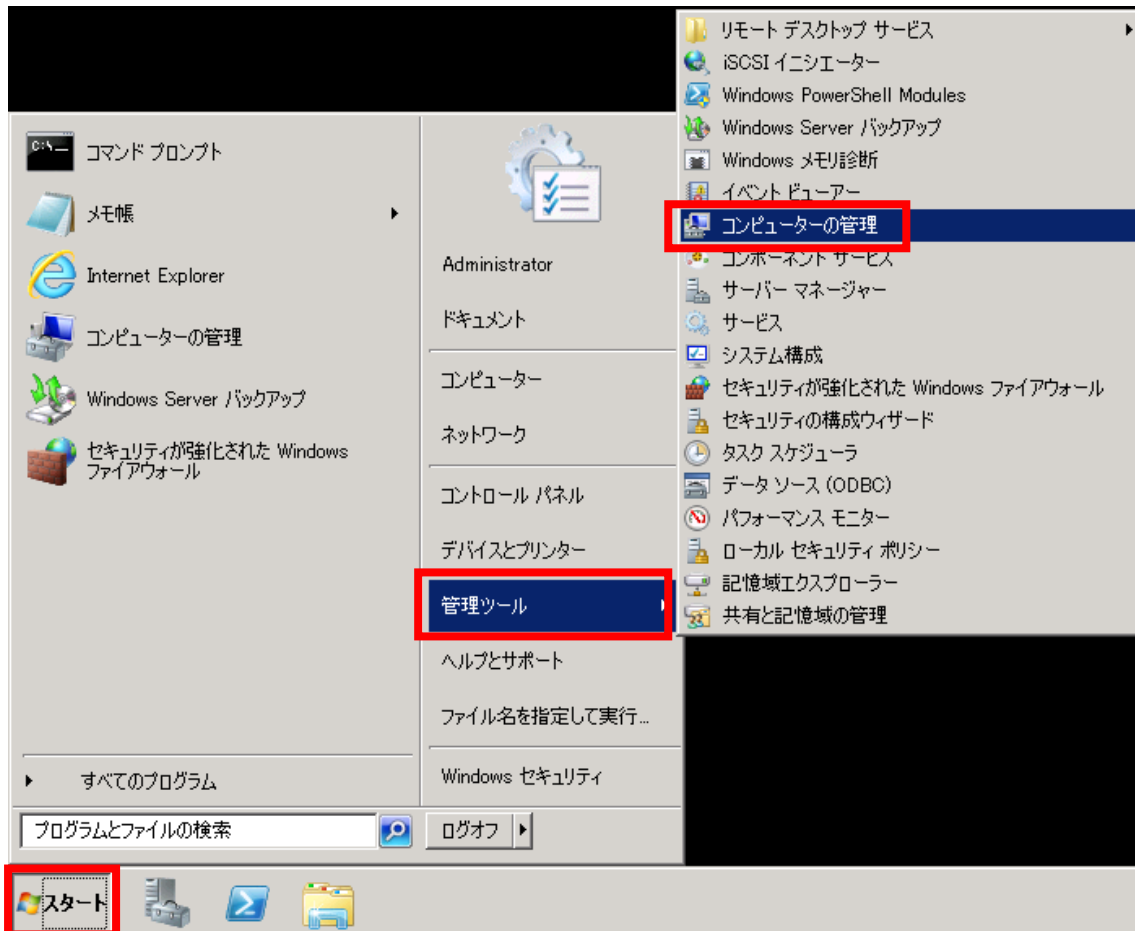 コマンド プロンプト
メモ帳
Internet Explorer
コンピューターの管理
Windows Server バックアップ
セキュリティが強化された Windows
ファイアウォール
すべてのプログラム
プログラムとファイルの検索
Administrator
ドキュメント
コンピューター
ネットワーク
コントロール パネル
デバイスとプリンター
管理ツール
ヘルプとサポート
ファイル名を指定して実行...
Windows セキュリティ
ログオフ
リモート デスクトップ サービス
iSCSI イニシエーター
Windows PowerShell Modules
Windows Server バックアップ
Windows メモリ診断
イベント ビューアー
コンピューターの管理
コンポーネント サービス
サーバー マネージャー
サービス
システム構成
セキュリティが強化された Windows ファイアウォール
セキュリティの構成ウィザード
タスク スケジューラ
データ ソース (ODBC)
パフォーマンス モニター
ローカル セキュリティ ポリシー
記憶域エクスプローラー
共有と記憶域の管理
スタート